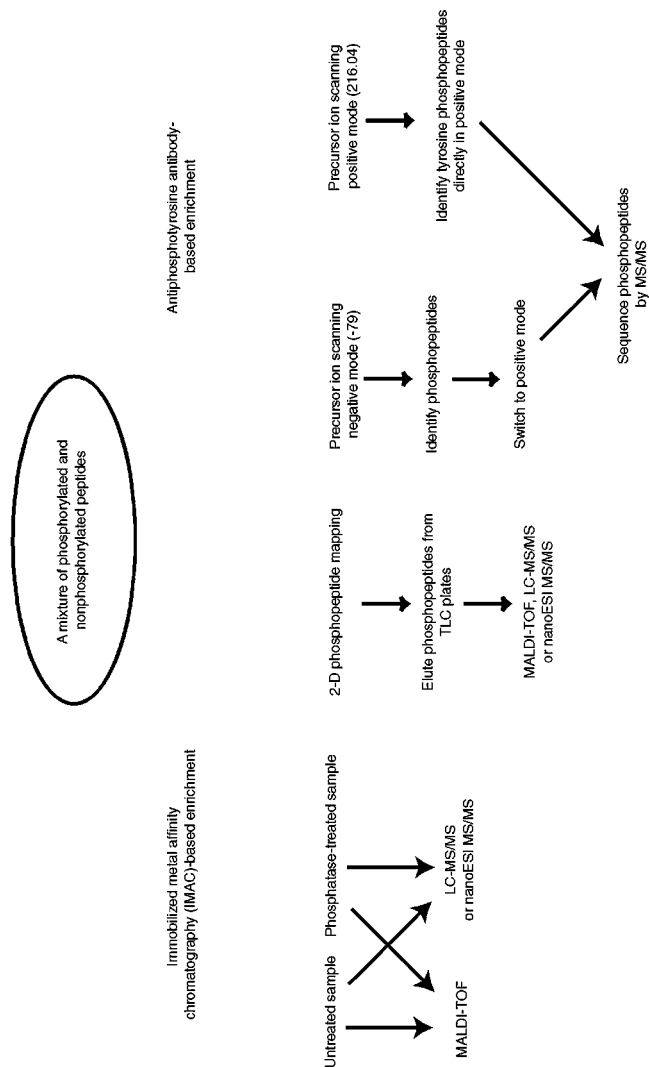 A mixture of phosphorylated and
nonphosphorylated peptides
Immobilized metal affinity
chromatography (IMAC)-based enrichment
Antiphosphotyrosine antibody-
based enrichment
Untreated sample
Phosphatase-treated sample
MALDI-TOF
LC-MS/MS
or nanoESI MS/MS
2-D phosphopeptide mapping
Elute phosphopeptides from
TLC plates
MALDI-TOF, LC-MS/MS
or nanoESI MS/MS
Precursor ion scanning
negative mode (-79)
Identify phosphopeptides
Switch to positive mode
Precursor ion scanning
positive mode (216.04)
Identify tyrosine phosphopeptides
directly in positive mode
Sequence phosphopeptides
by MS/MS